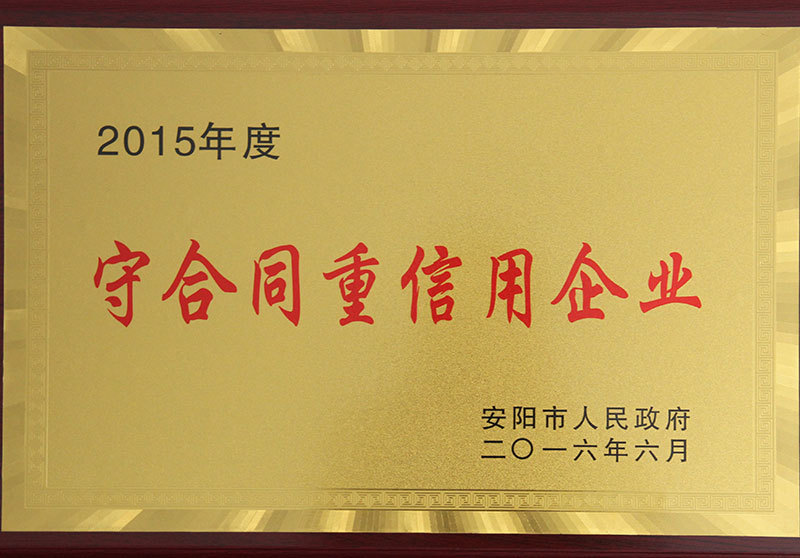 2015年度
守合同重信用企业
安阳市人民政府
二〇一六年六月